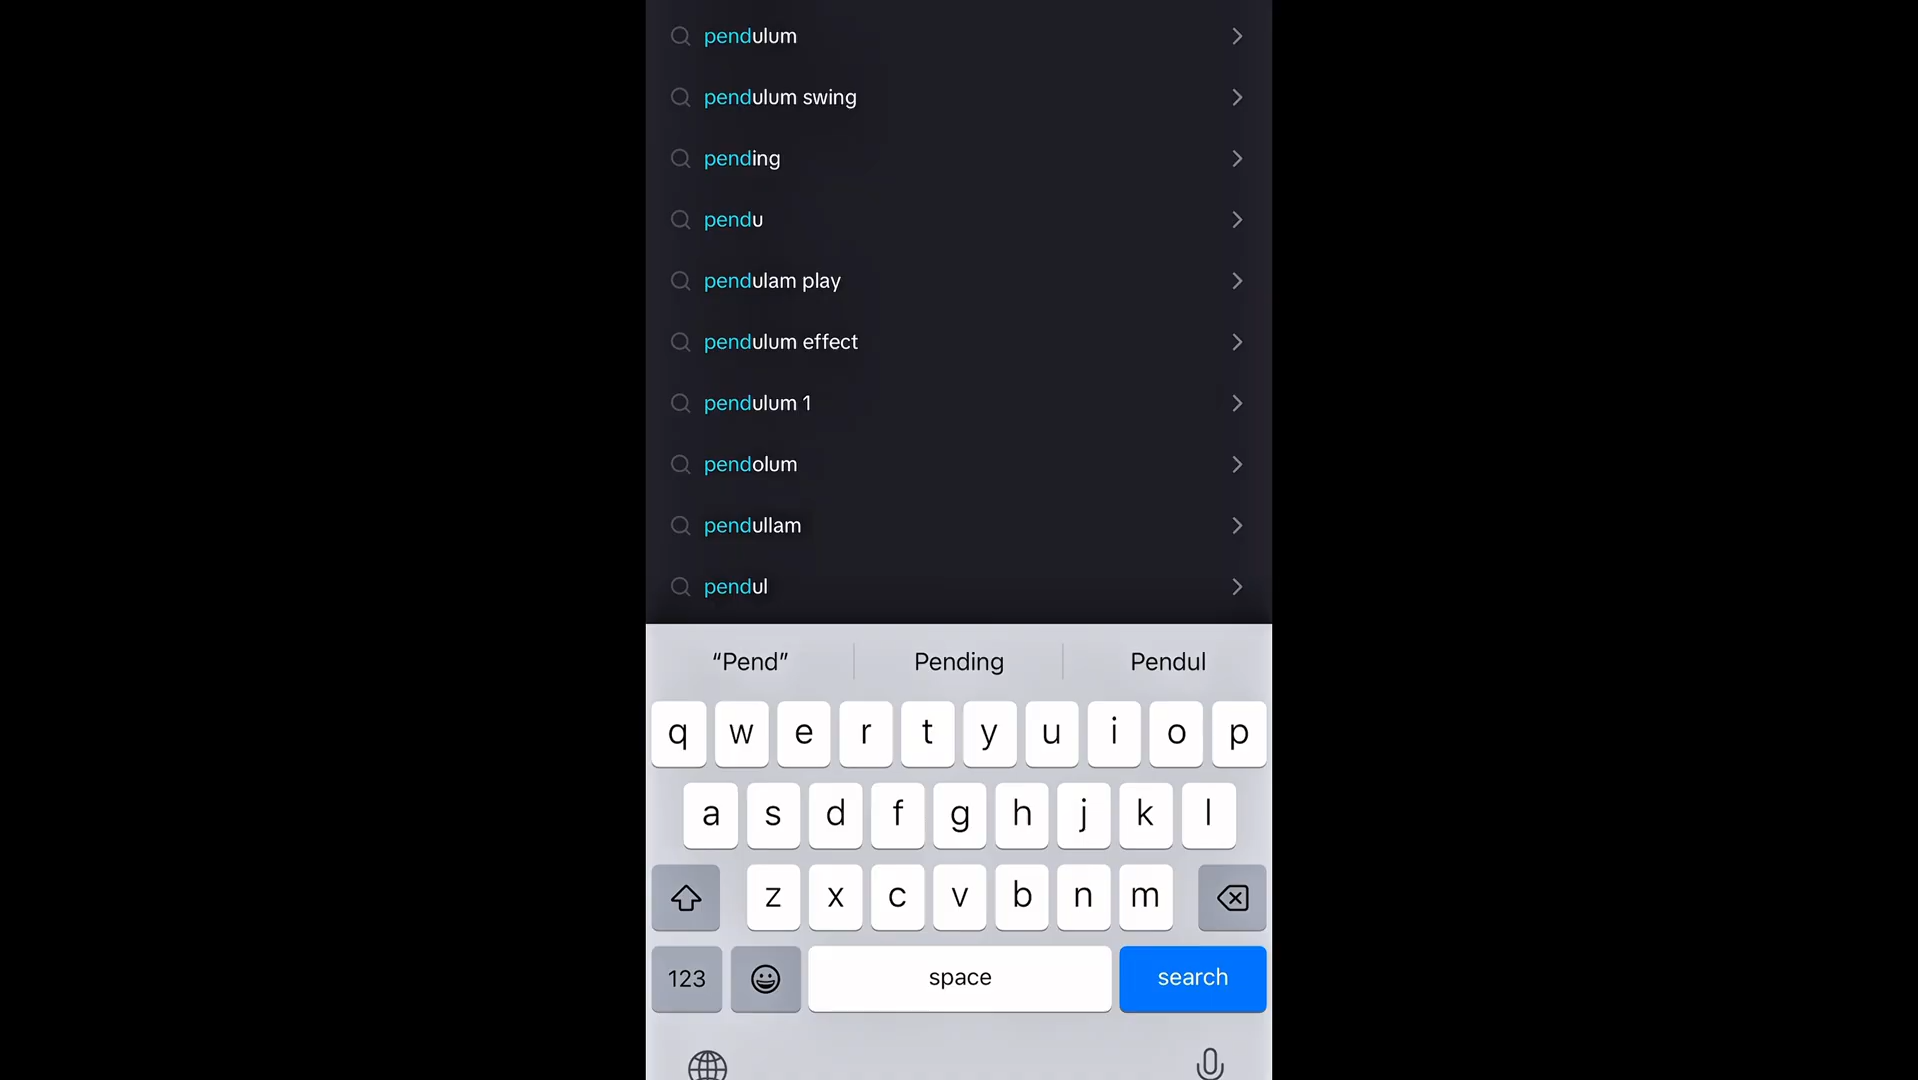 pendulum
pendulum swing
pending
pendu
pendulam play
pendulum effect
pendulum 1
pendolum
pendullam
pendul
“Pend” Pending Pendul
q w e r t y u i o p
a s d f g h j k l
z x c v b n m
123 space search